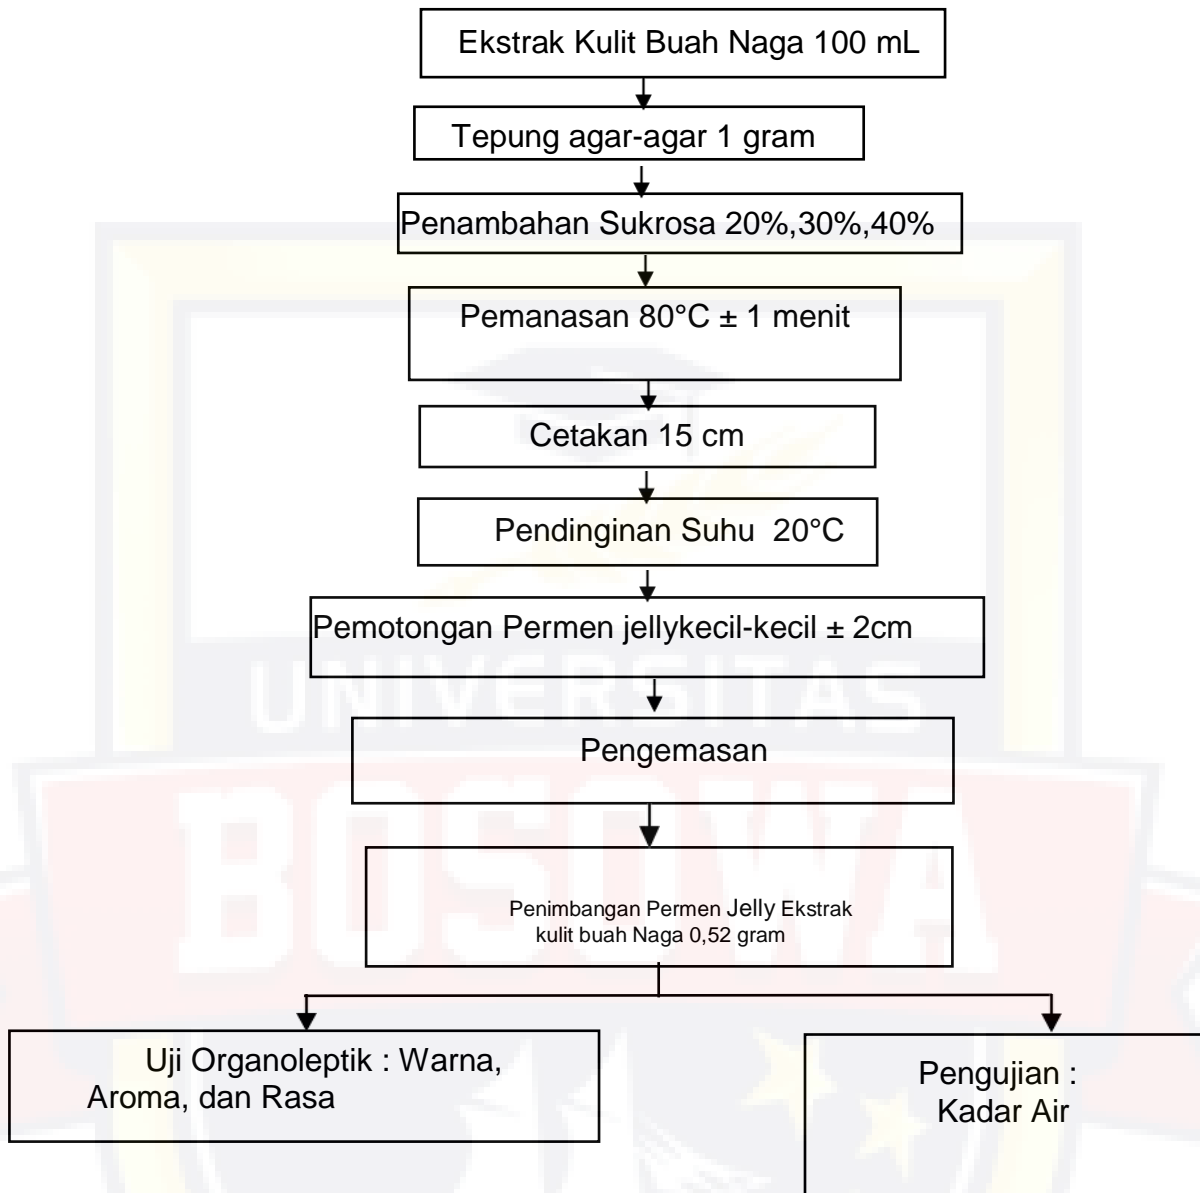 Ekstrak Kulit Buah Naga 100 mL
Tepung agar-agar 1 gram
Penambahan Sukrosa 20%,30%,40%
Pemanasan 80°C ± 1 menit
Cetakan 15 cm
Pendinginan Suhu 20°C
Pemotongan Permen jellykecil-kecil ± 2cm
UNIVERSITAS
Pengemasan
BOSOWA
Penimbangan Permen Jelly Ekstrak
kulit buah Naga 0,52 gram
Uji Organoleptik : Warna,
Aroma, dan Rasa
Pengujian :
Kadar Air